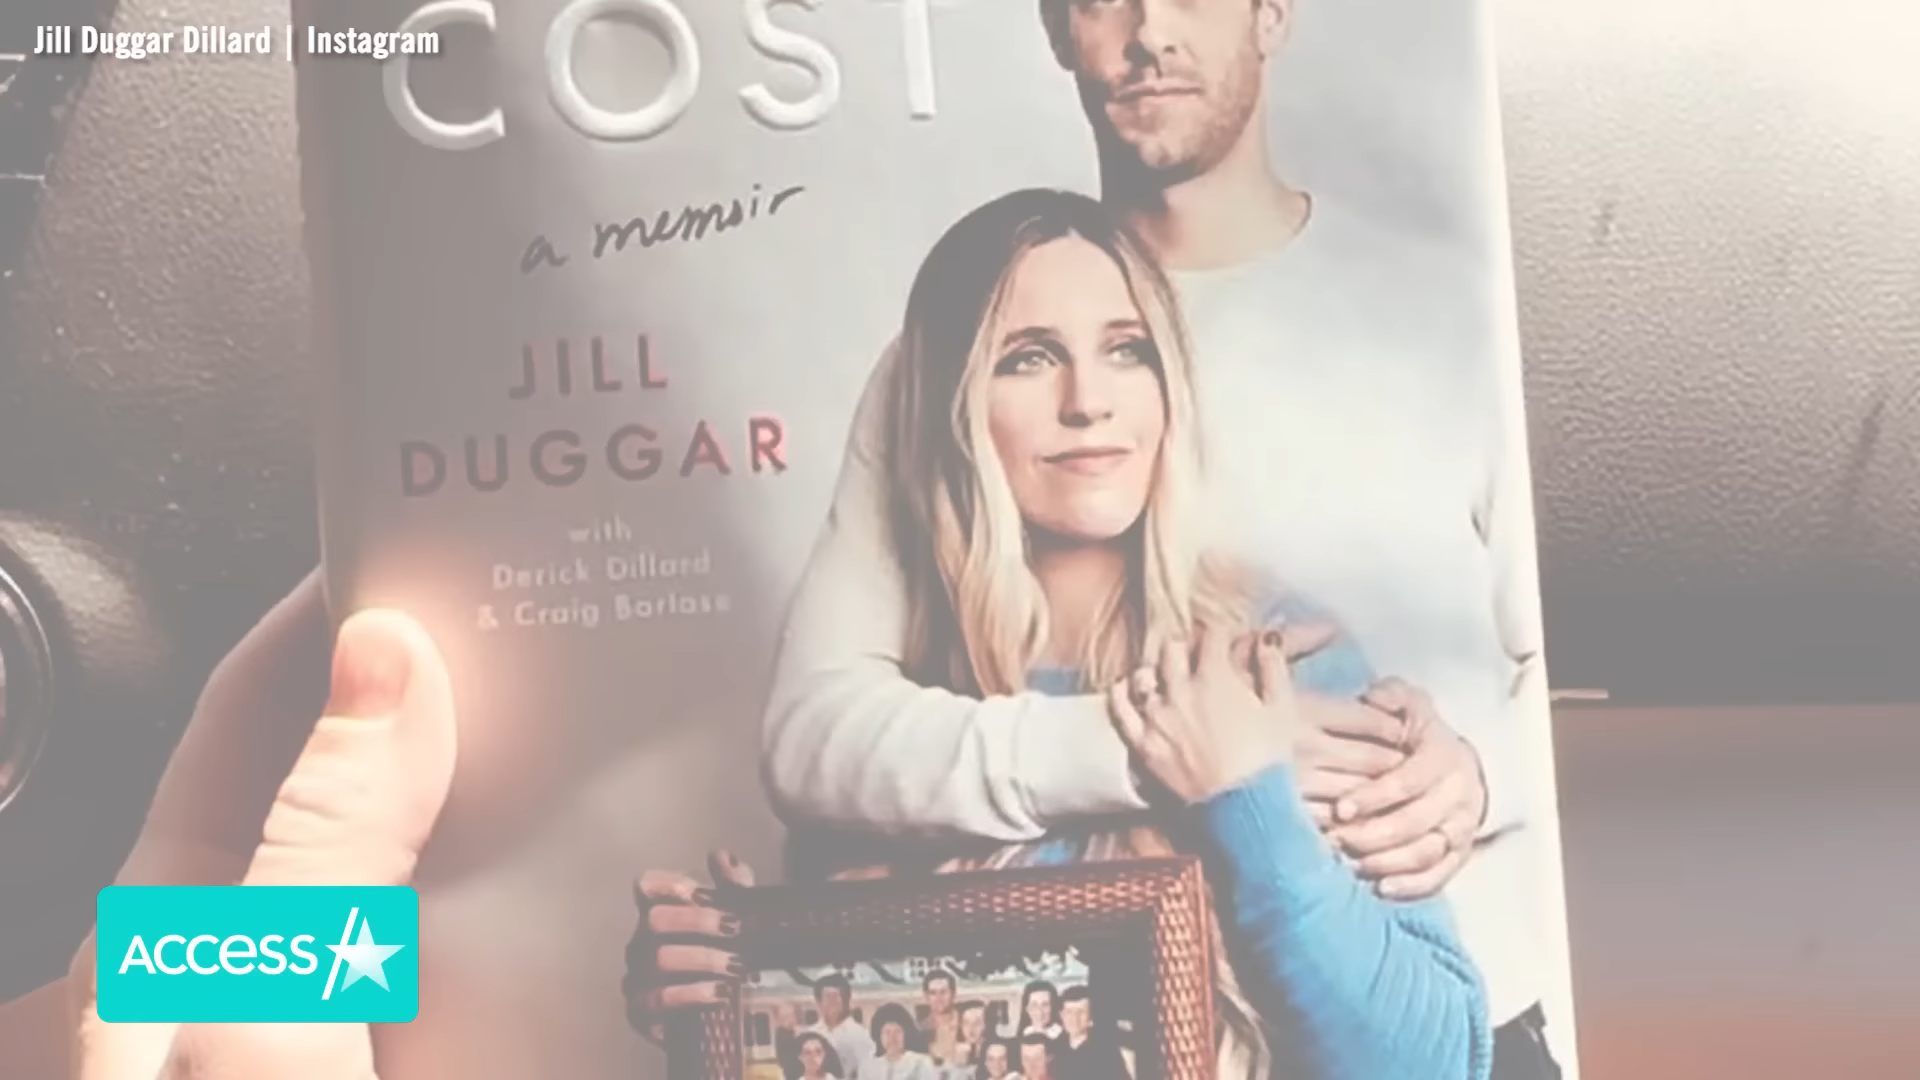 Jill Duggar Dillard | Instagram
COST
a memoir
JILL
DUGGAR
with
Derick Dillard
& Craig Borlase
ACCESS